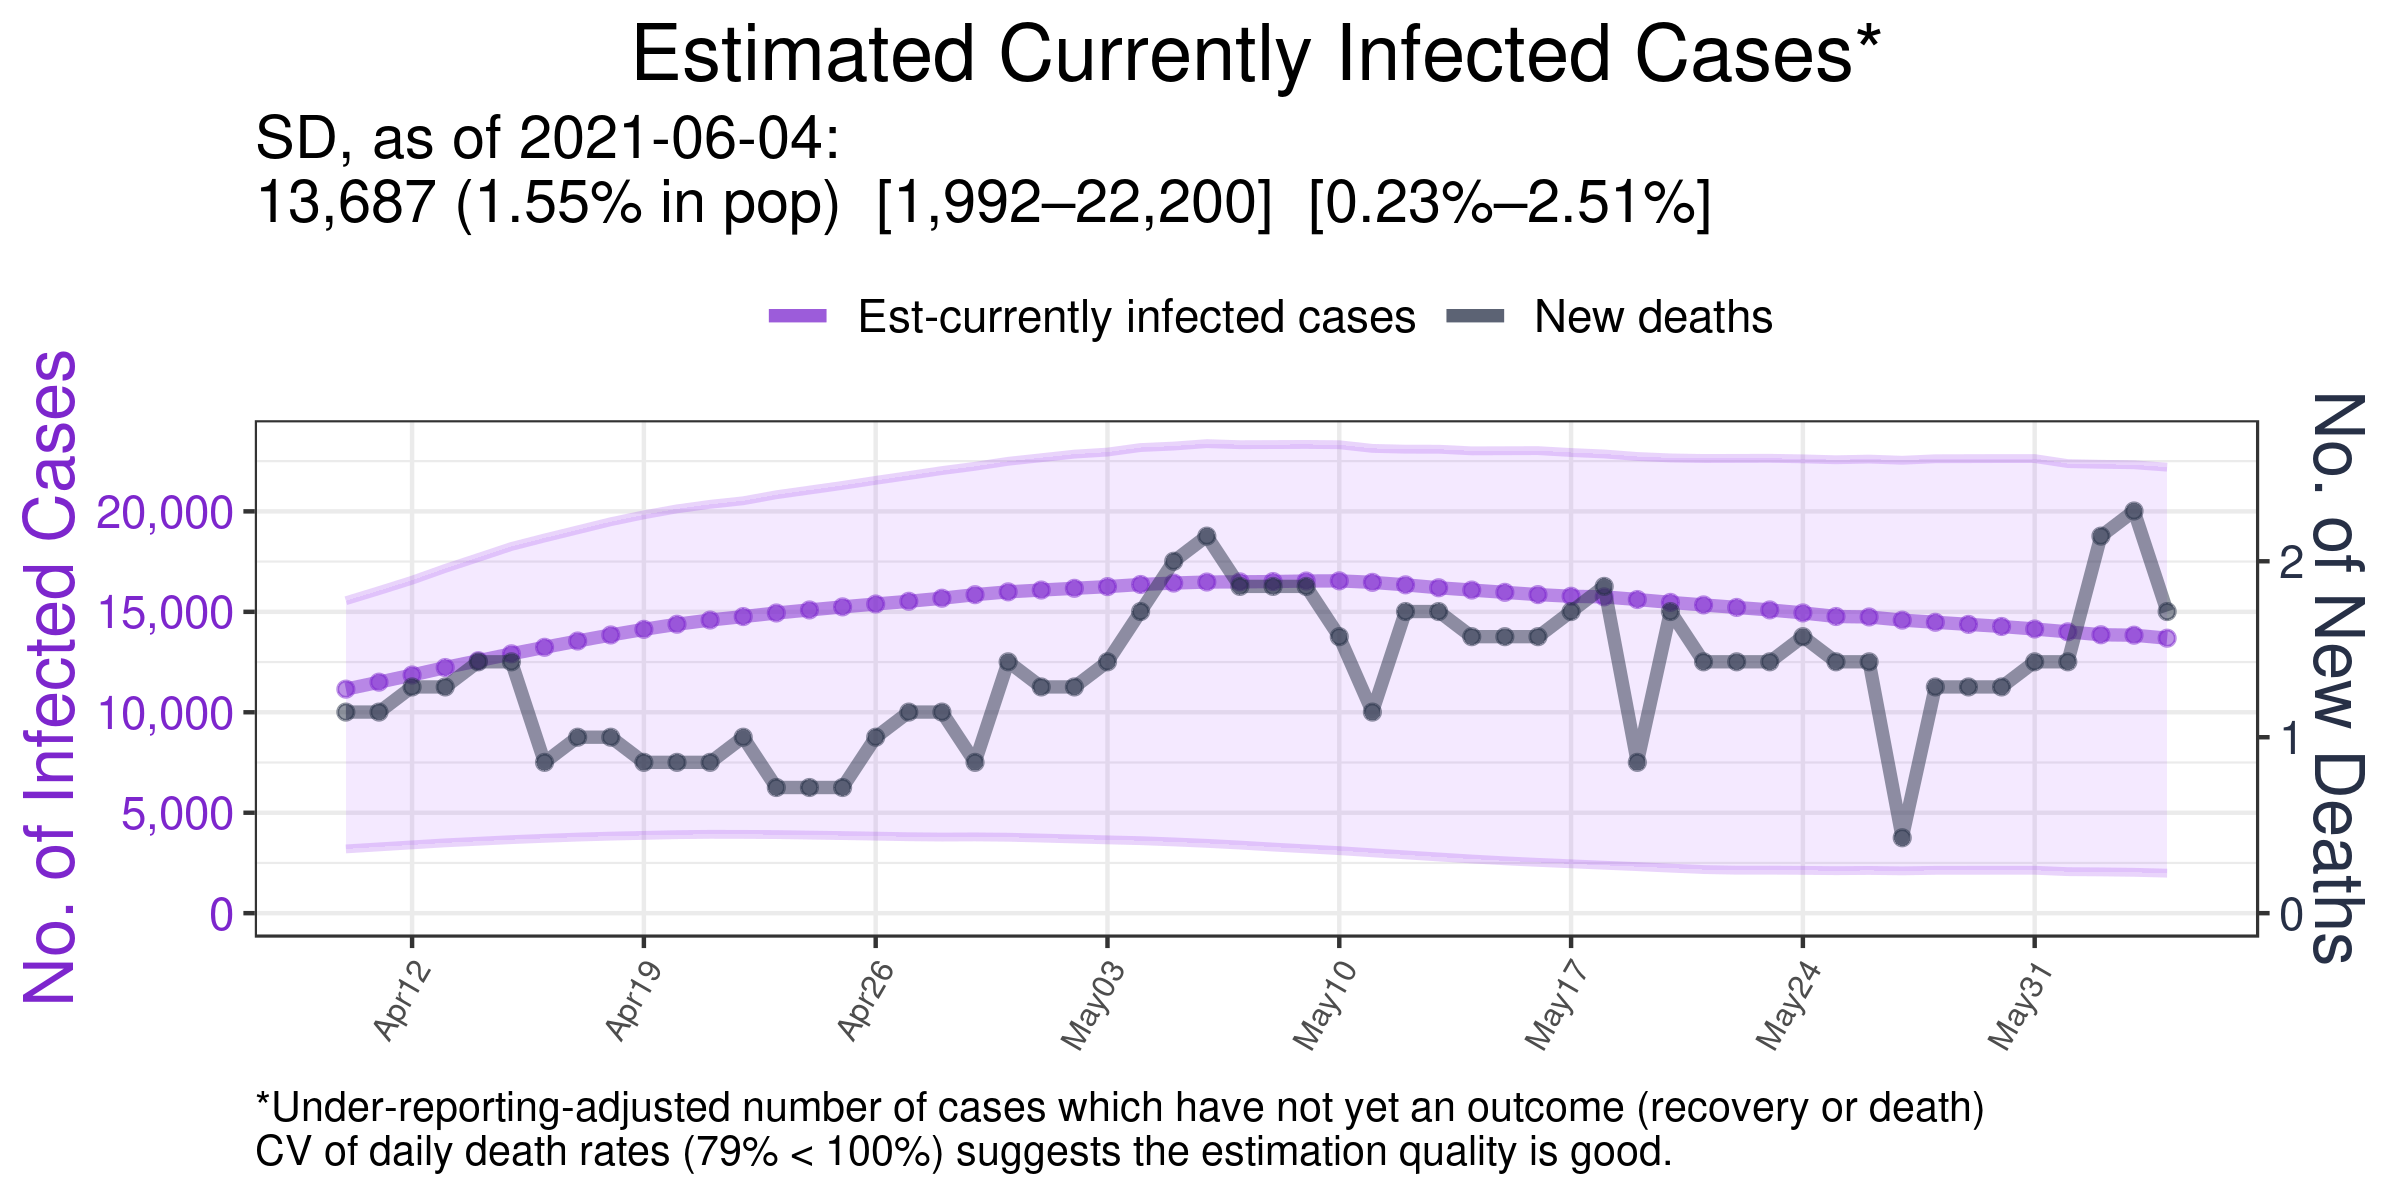 Estimated Currently Infected Cases*
SD, as of 2021-06-04:
13,687 (1.55% in pop)  [1,992–22,200]  [0.23%–2.51%]
Est-currently infected cases
New deaths
No. of Infected Cases
20,000
15,000
10,000
5,000
0
No. of New Deaths
2
1
0
Apr12
Apr19
Apr26
May03
May10
May17
May24
May31
*Under-reporting-adjusted number of cases which have not yet an outcome (recovery or death)
CV of daily death rates (79% < 100%) suggests the estimation quality is good.